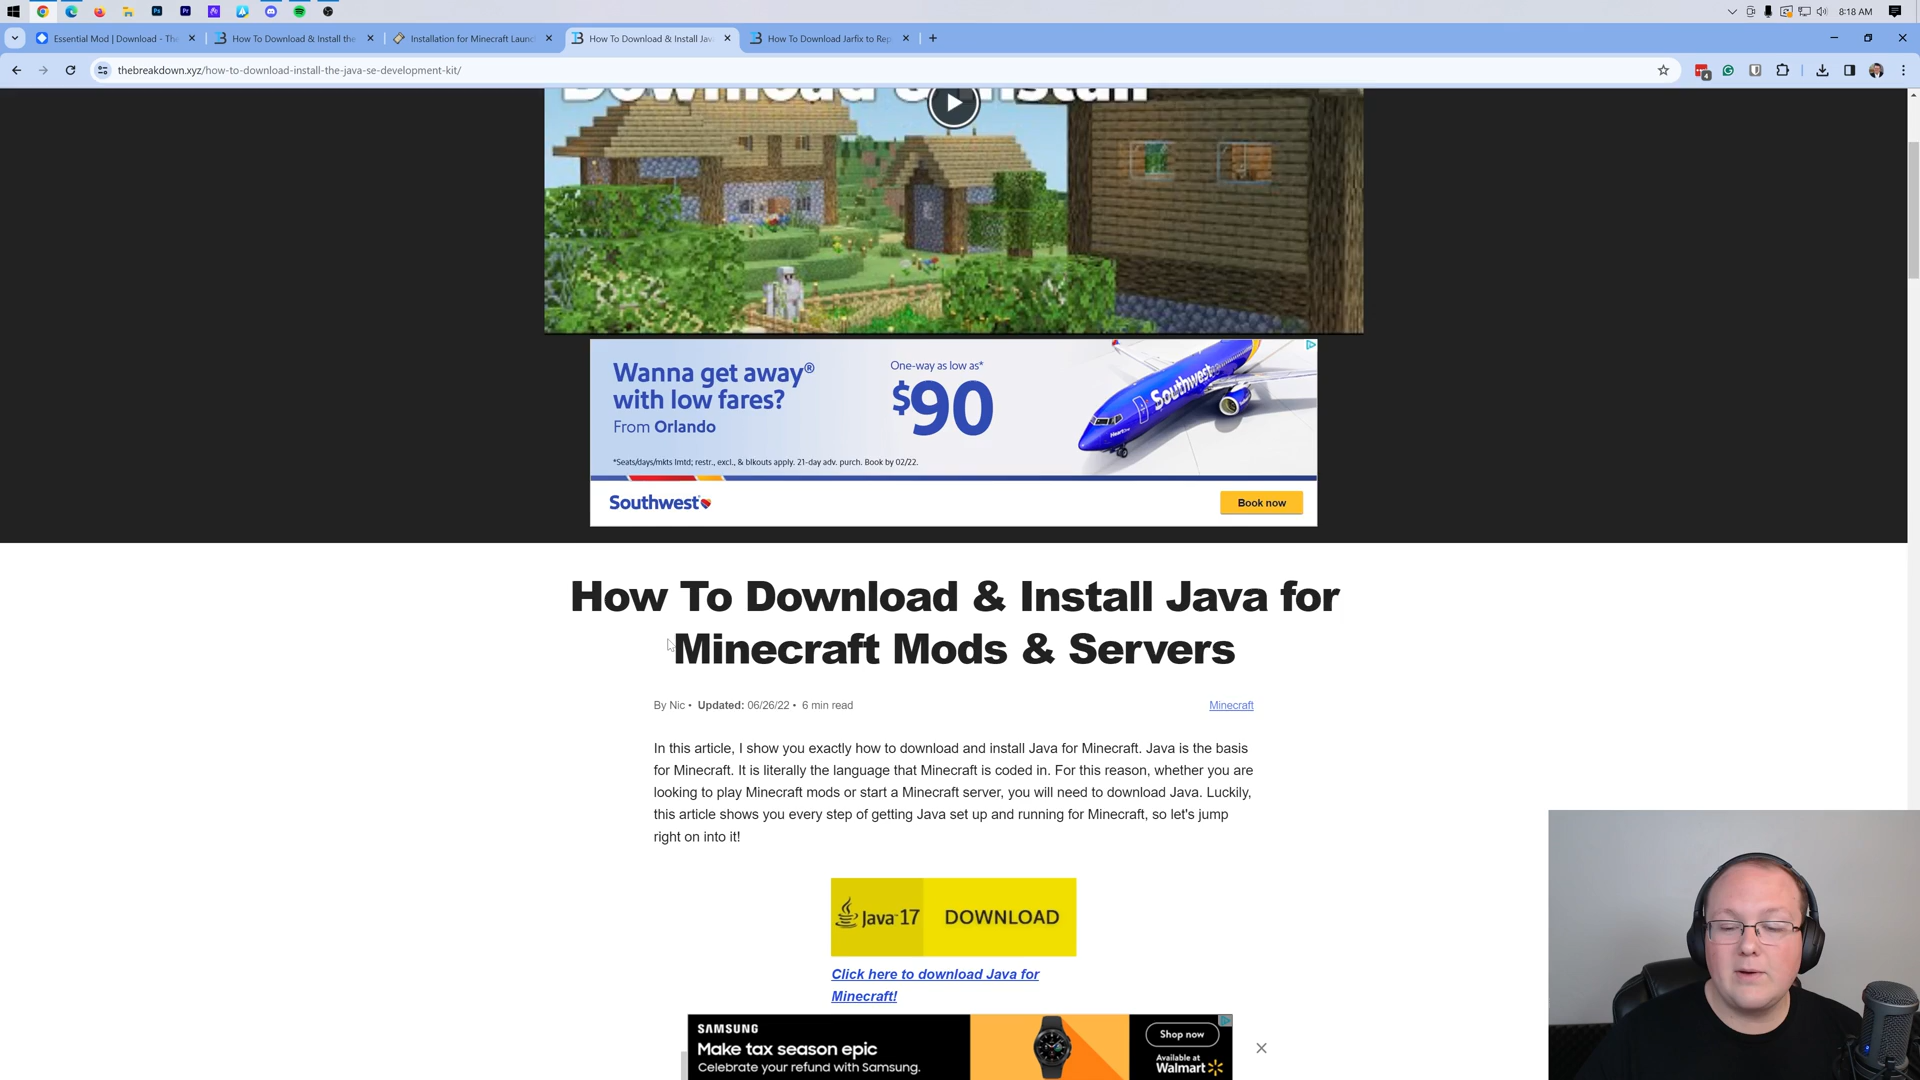 8:18 AM
Essential Mod | Download - The
How To Download & Install the
Installation for Minecraft Launc
How To Download & Install Jav
How To Download Jarfix to Rep
thebreakdown.xyz/how-to-download-install-the-java-se-development-kit/
Wanna get away®
with low fares?
From Orlando
One-way as low as*
$90
Southwest
*Seats/days/mkts lmtd; restr., excl., & blkouts apply. 21-day adv. purch. Book by 02/22.
Southwest
Book now
How To Download & Install Java for
Minecraft Mods & Servers
By Nic • Updated: 06/26/22 • 6 min read
Minecraft
In this article, I show you exactly how to download and install Java for Minecraft. Java is the basis
for Minecraft. It is literally the language that Minecraft is coded in. For this reason, whether you are
looking to play Minecraft mods or start a Minecraft server, you will need to download Java. Luckily,
this article shows you every step of getting Java set up and running for Minecraft, so let's jump
right on into it!
Java 17 DOWNLOAD
Click here to download Java for
Minecraft!
SAMSUNG
Make tax season epic
Celebrate your refund with Samsung.
Shop now
Available at
Walmart